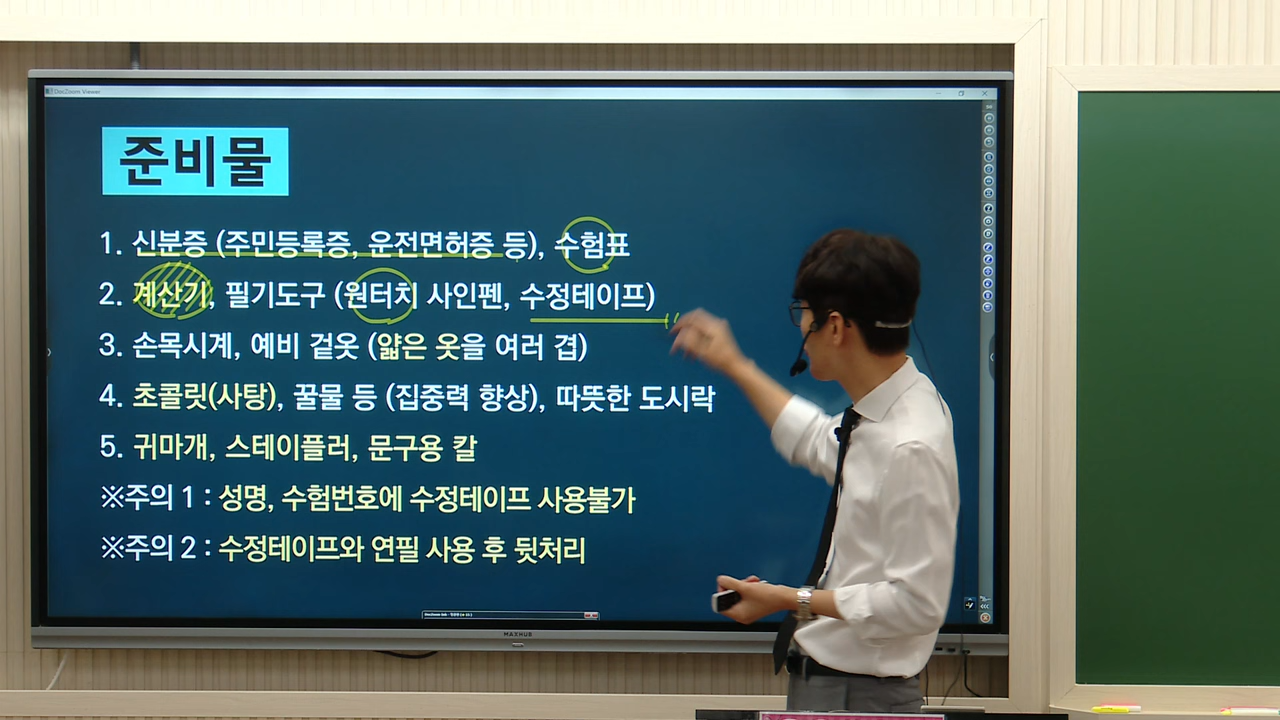 DocZoom Viewer
준비물
1. 신분증 (주민등록증, 운전면허증 등), 수험표
2. 계산기, 필기도구 (원터치 사인펜, 수정테이프)
3. 손목시계, 예비 겉옷 (얇은 옷을 여러 겹)
4. 초콜릿(사탕), 꿀물 등 (집중력 향상), 따뜻한 도시락
5. 귀마개, 스테이플러, 문구용 칼
※주의 1 : 성명, 수험번호에 수정테이프 사용불가
※주의 2 : 수정테이프와 연필 사용 후 뒷처리
MAXHUB